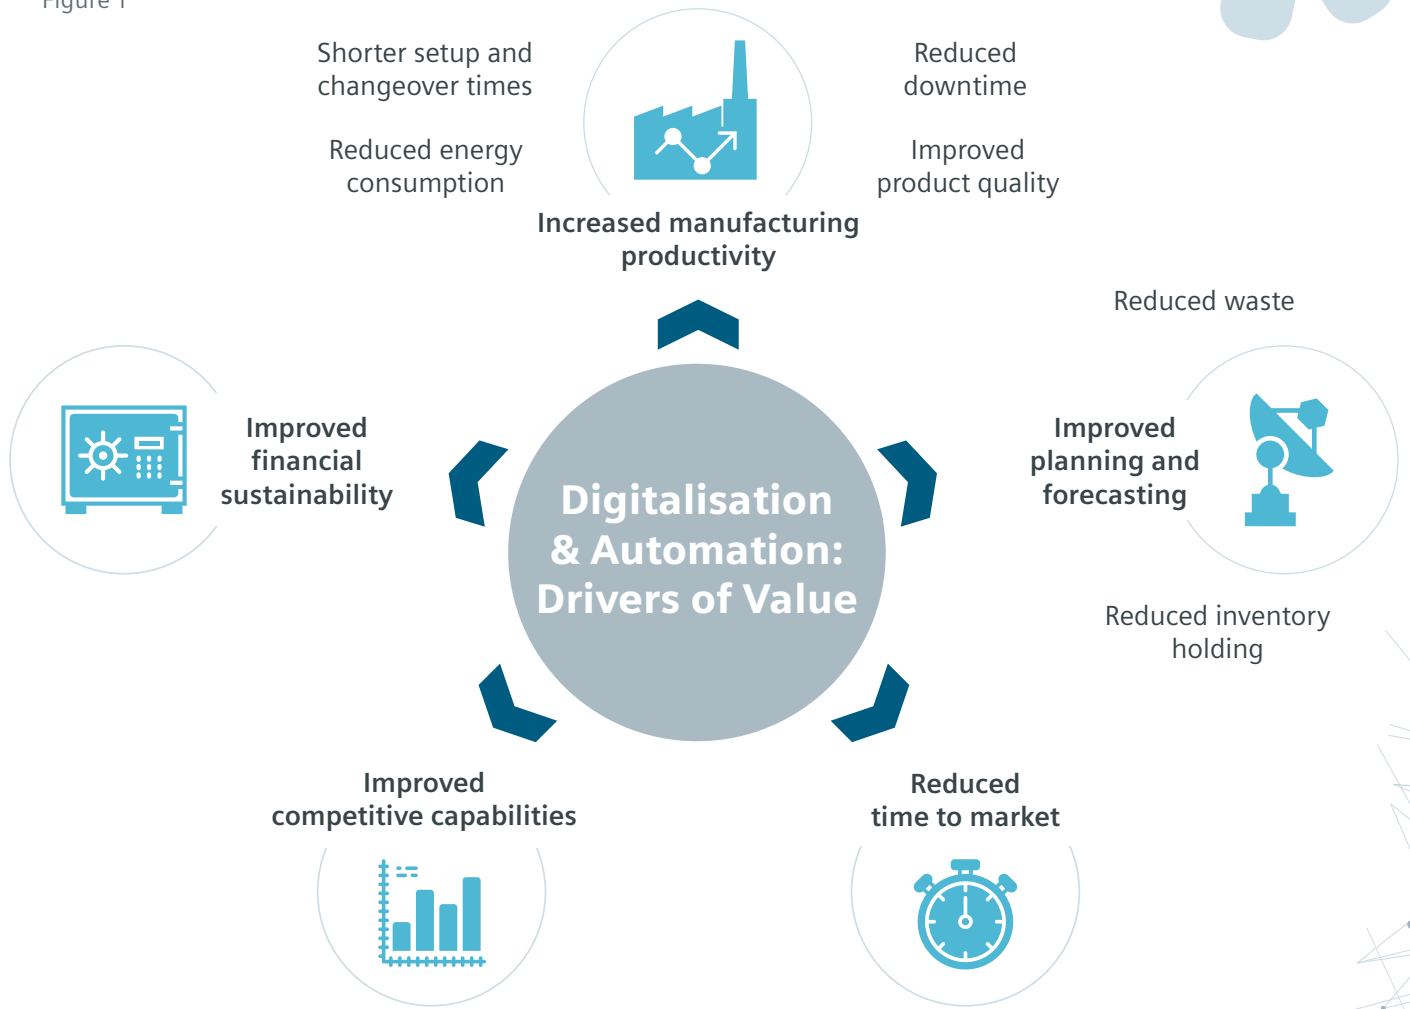 Figure 1
Shorter setup and
changeover times
Reduced energy
consumption
Reduced
downtime
Improved
product quality
Increased manufacturing
productivity
Reduced waste
Improved
planning and
forecasting
Reduced inventory
holding
Improved
financial
sustainability
Digitalisation
& Automation:
Drivers of Value
Improved
competitive capabilities
Reduced
time to market